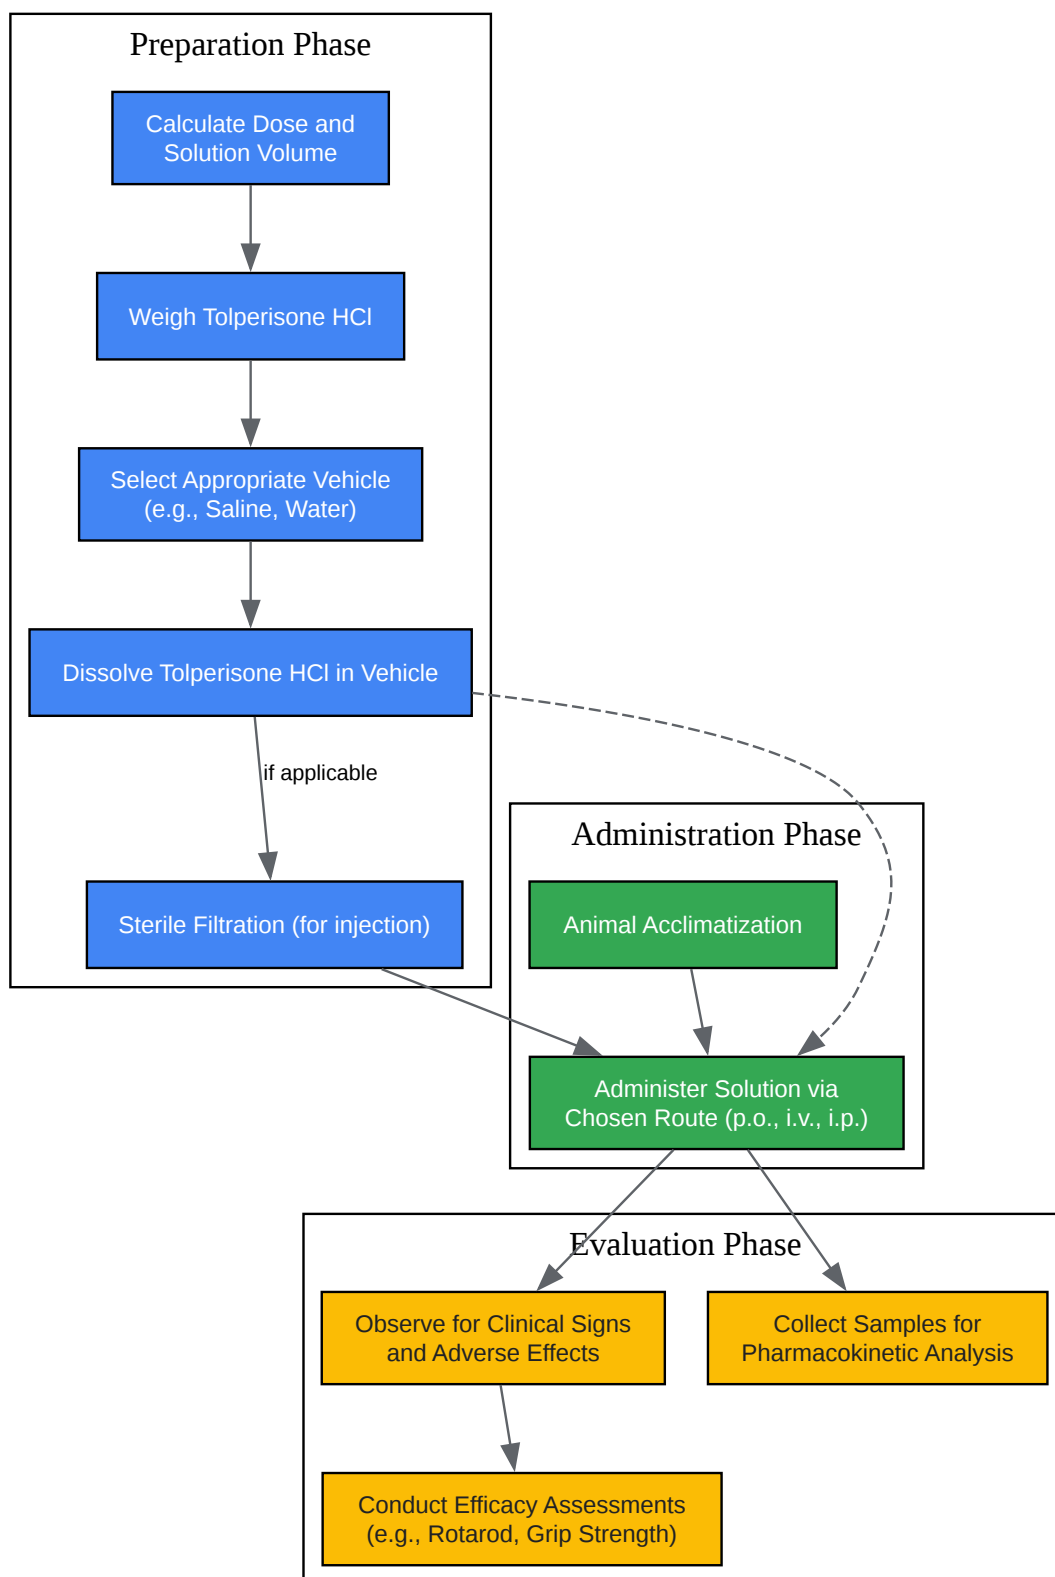 Preparation Phase
Calculate Dose and
Solution Volume
Weigh Tolperisone HCl
Select Appropriate Vehicle
(e.g., Saline, Water)
Dissolve Tolperisone HCl in Vehicle
if applicable
Sterile Filtration (for injection)
Administration Phase
Animal Acclimatization
Administer Solution via
Chosen Route (p.o., i.v., i.p.)
Evaluation Phase
Observe for Clinical Signs
and Adverse Effects
Collect Samples for
Pharmacokinetic Analysis
Conduct Efficacy Assessments
(e.g., Rotarod, Grip Strength)